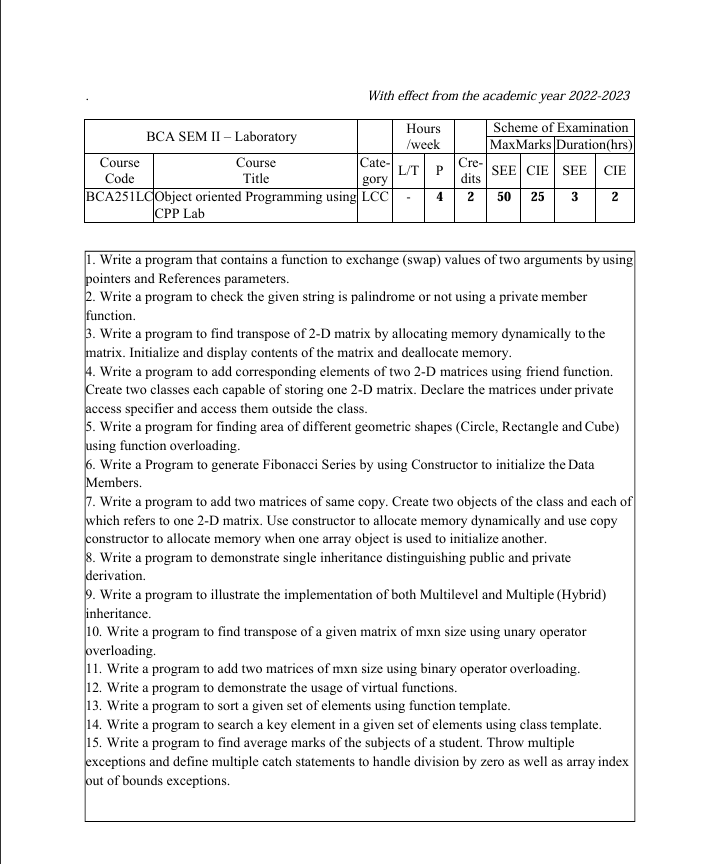 .
With effect from the academic year 2022-2023
BCA SEM II – Laboratory
Hours
/week
Scheme of Examination
MaxMarks Duration(hrs)
Course
Code
Course
Title
Cate-
gory
L/T
P
Cre-
dits
SEE
CIE
SEE
CIE
BCA251LC
Object oriented Programming using
CPP Lab
LCC
-
4
2
50
25
3
2
1. Write a program that contains a function to exchange (swap) values of two arguments by using
pointers and References parameters.
2. Write a program to check the given string is palindrome or not using a private member
function.
3. Write a program to find transpose of 2-D matrix by allocating memory dynamically to the
matrix. Initialize and display contents of the matrix and deallocate memory.
4. Write a program to add corresponding elements of two 2-D matrices using friend function.
Create two classes each capable of storing one 2-D matrix. Declare the matrices under private
access specifier and access them outside the class.
5. Write a program for finding area of different geometric shapes (Circle, Rectangle and Cube)
using function overloading.
6. Write a Program to generate Fibonacci Series by using Constructor to initialize the Data
Members.
7. Write a program to add two matrices of same copy. Create two objects of the class and each of
which refers to one 2-D matrix. Use constructor to allocate memory dynamically and use copy
constructor to allocate memory when one array object is used to initialize another.
8. Write a program to demonstrate single inheritance distinguishing public and private
derivation.
9. Write a program to illustrate the implementation of both Multilevel and Multiple (Hybrid)
inheritance.
10. Write a program to find transpose of a given matrix of mxn size using unary operator
overloading.
11. Write a program to add two matrices of mxn size using binary operator overloading.
12. Write a program to demonstrate the usage of virtual functions.
13. Write a program to sort a given set of elements using function template.
14. Write a program to search a key element in a given set of elements using class template.
15. Write a program to find average marks of the subjects of a student. Throw multiple
exceptions and define multiple catch statements to handle division by zero as well as array index
out of bounds exceptions.